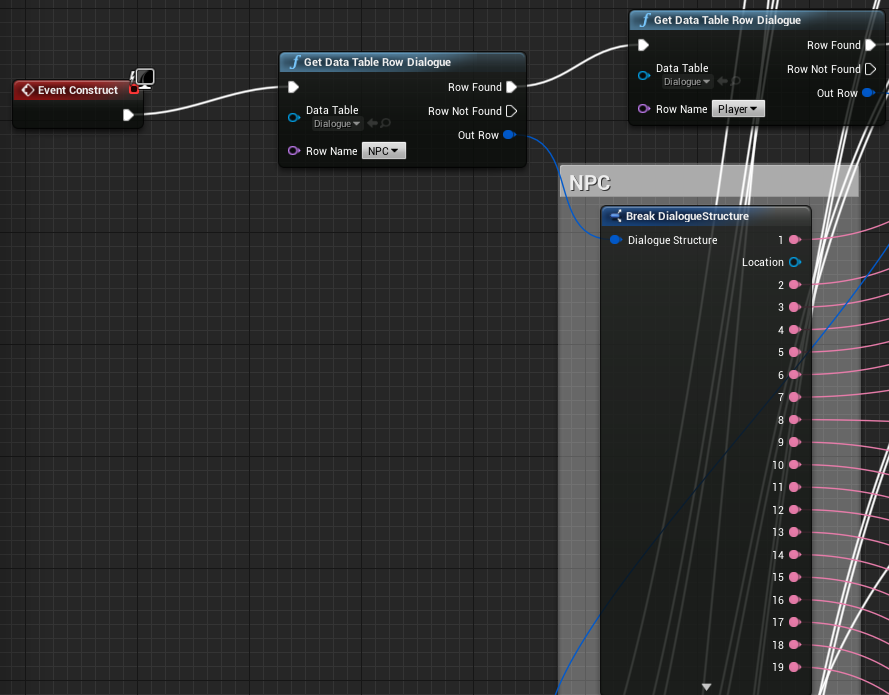 Get Data Table Row Dialogue
Row Found
Data Table
Dialogue
Row Not Found
Out Row
Row Name
Player
Event Construct
Get Data Table Row Dialogue
Row Found
Data Table
Dialogue
Row Not Found
Out Row
Row Name
NPC
NPC
Break DialogueStructure
Dialogue Structure
1
Location
2
3
4
5
6
7
8
9
10
11
12
13
14
15
16
17
18
19